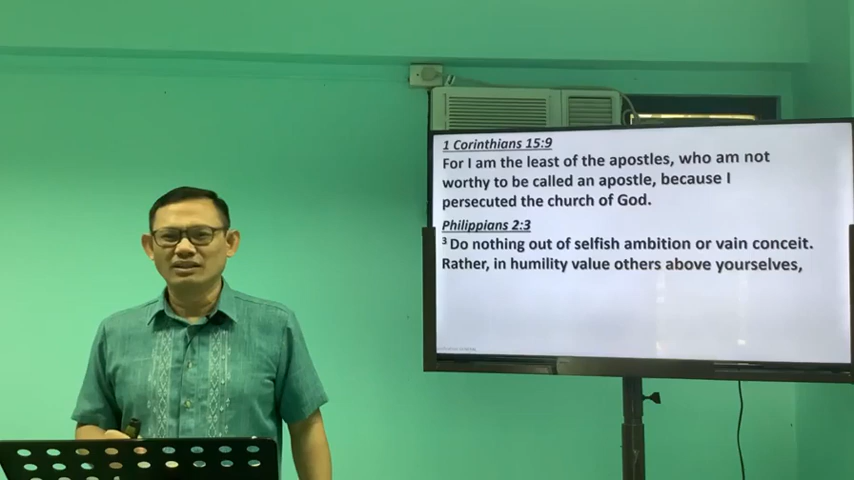 1 Corinthians 15:9
For I am the least of the apostles, who am not
worthy to be called an apostle, because I
persecuted the church of God.
Philippians 2:3
³ Do nothing out of selfish ambition or vain conceit.
Rather, in humility value others above yourselves,